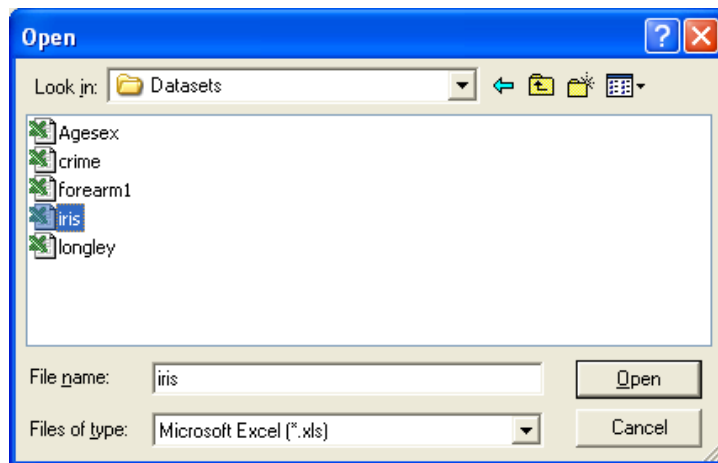 Open
Look in: Datasets
Agesex
crime
forearm1
iris
longley
File name: iris Open
Files of type: Microsoft Excel (*.xls) Cancel